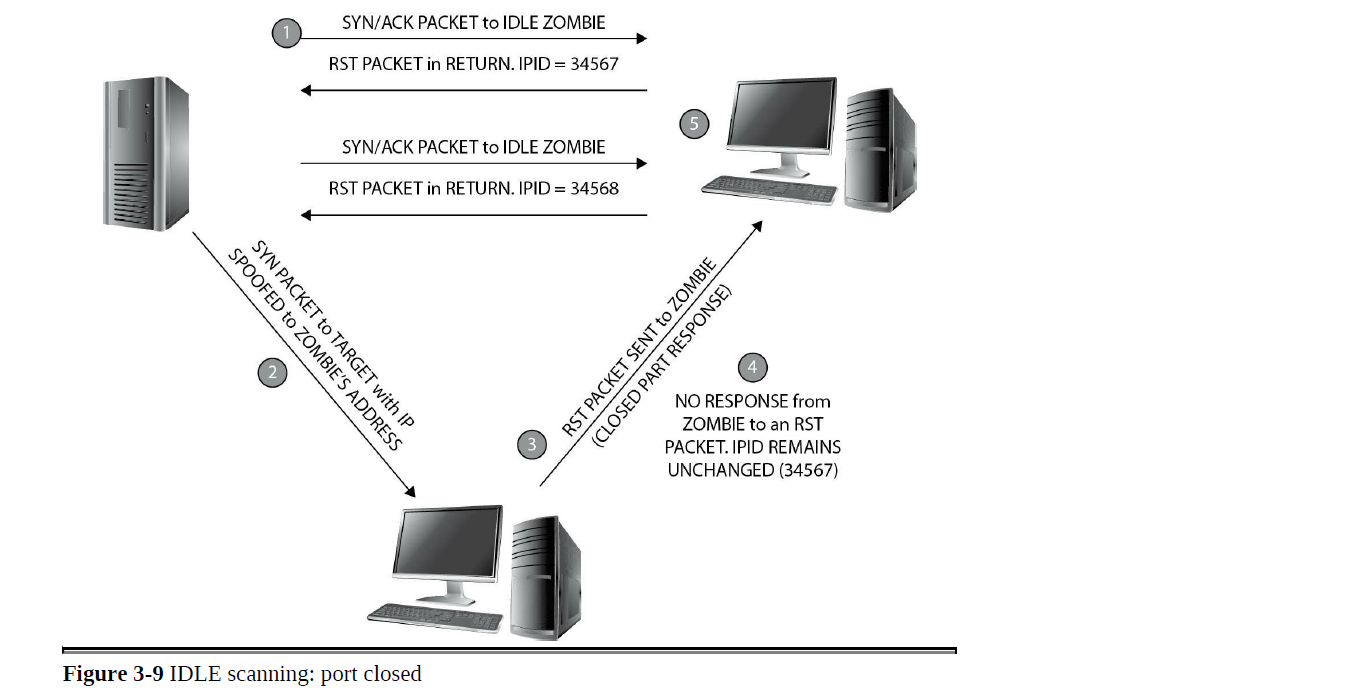 1
SYN/ACK PACKET to IDLE ZOMBIE
RST PACKET in RETURN. IPID = 34567
5
SYN/ACK PACKET to IDLE ZOMBIE
RST PACKET in RETURN. IPID = 34568
SYN PACKET to TARGET with IP
SPOOFED to ZOMBIE'S ADDRESS
2
RST PACKET SENT to ZOMBIE
(CLOSED PART RESPONSE)
3
4
NO RESPONSE from
ZOMBIE to an RST
PACKET. IPID REMAINS
UNCHANGED (34567)
Figure 3-9 IDLE scanning: port closed